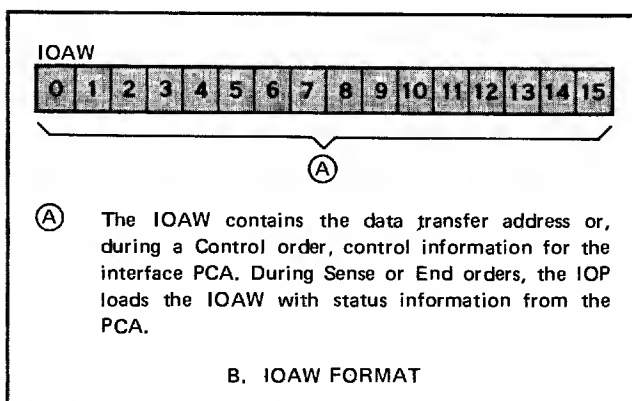 IOAW
0 1 2 3 4 5 6 7 8 9 10 11 12 13 14 15
A
A The IOAW contains the data transfer address or,
during a Control order, control information for the
interface PCA. During Sense or End orders, the IOP
loads the IOAW with status information from the
PCA.
B. IOAW FORMAT